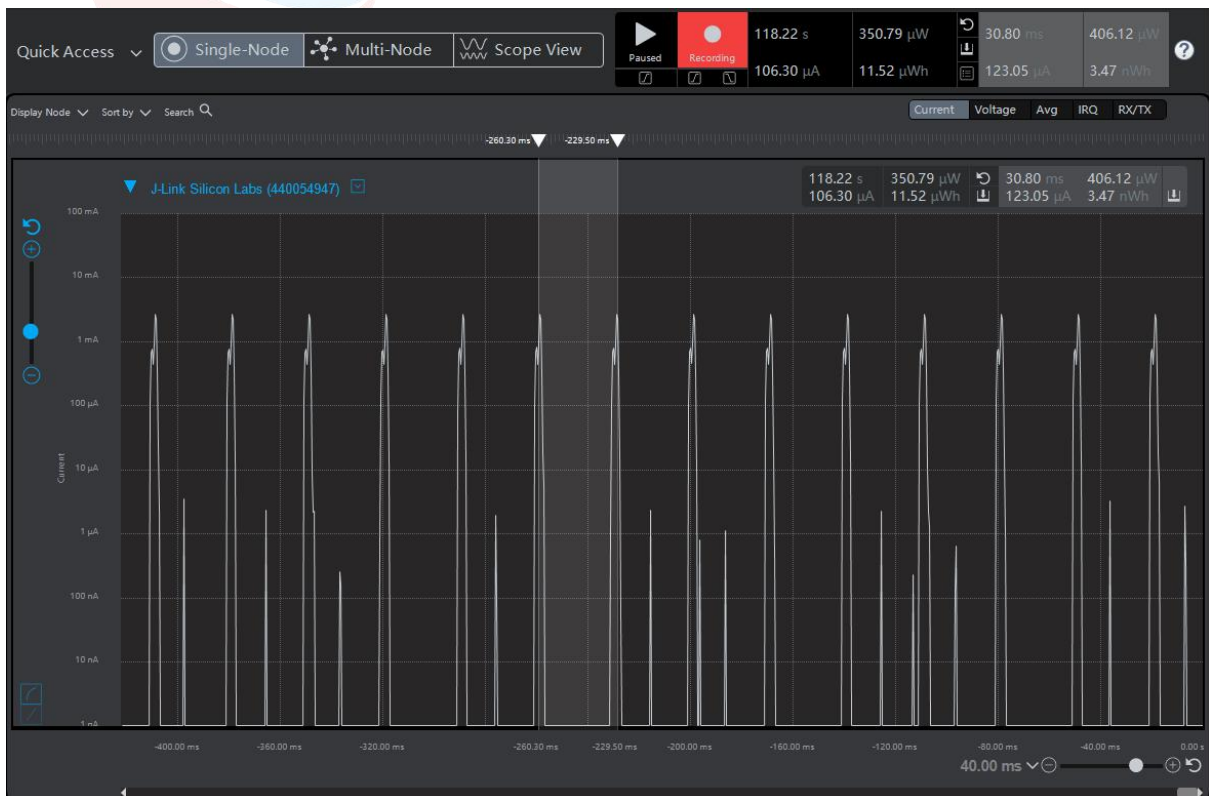 Quick Access
Single-Node
Multi-Node
Scope View
Paused
Recording
118.22 s
350.79 µW
106.30 µA
11.52 µWh
30.80 ms
406.12 µW
123.05 µA
3.47 nWh
?
Display Node
Sort by
Search
Current
Voltage
Avg
IRQ
RX/TX
-260.30 ms
-229.50 ms
J-Link Silicon Labs (440054947)
118.22 s 350.79 µW
106.30 µA 11.52 µWh
30.80 ms 406.12 µW
123.05 µA 3.47 nWh
100 mA
10 mA
1 mA
100 µA
10 µA
1 µA
100 nA
10 nA
1 nA
Current
-400.00 ms
-360.00 ms
-320.00 ms
-260.30 ms
-229.50 ms
-200.00 ms
-160.00 ms
-120.00 ms
-80.00 ms
-40.00 ms
0.00 s
40.00 ms